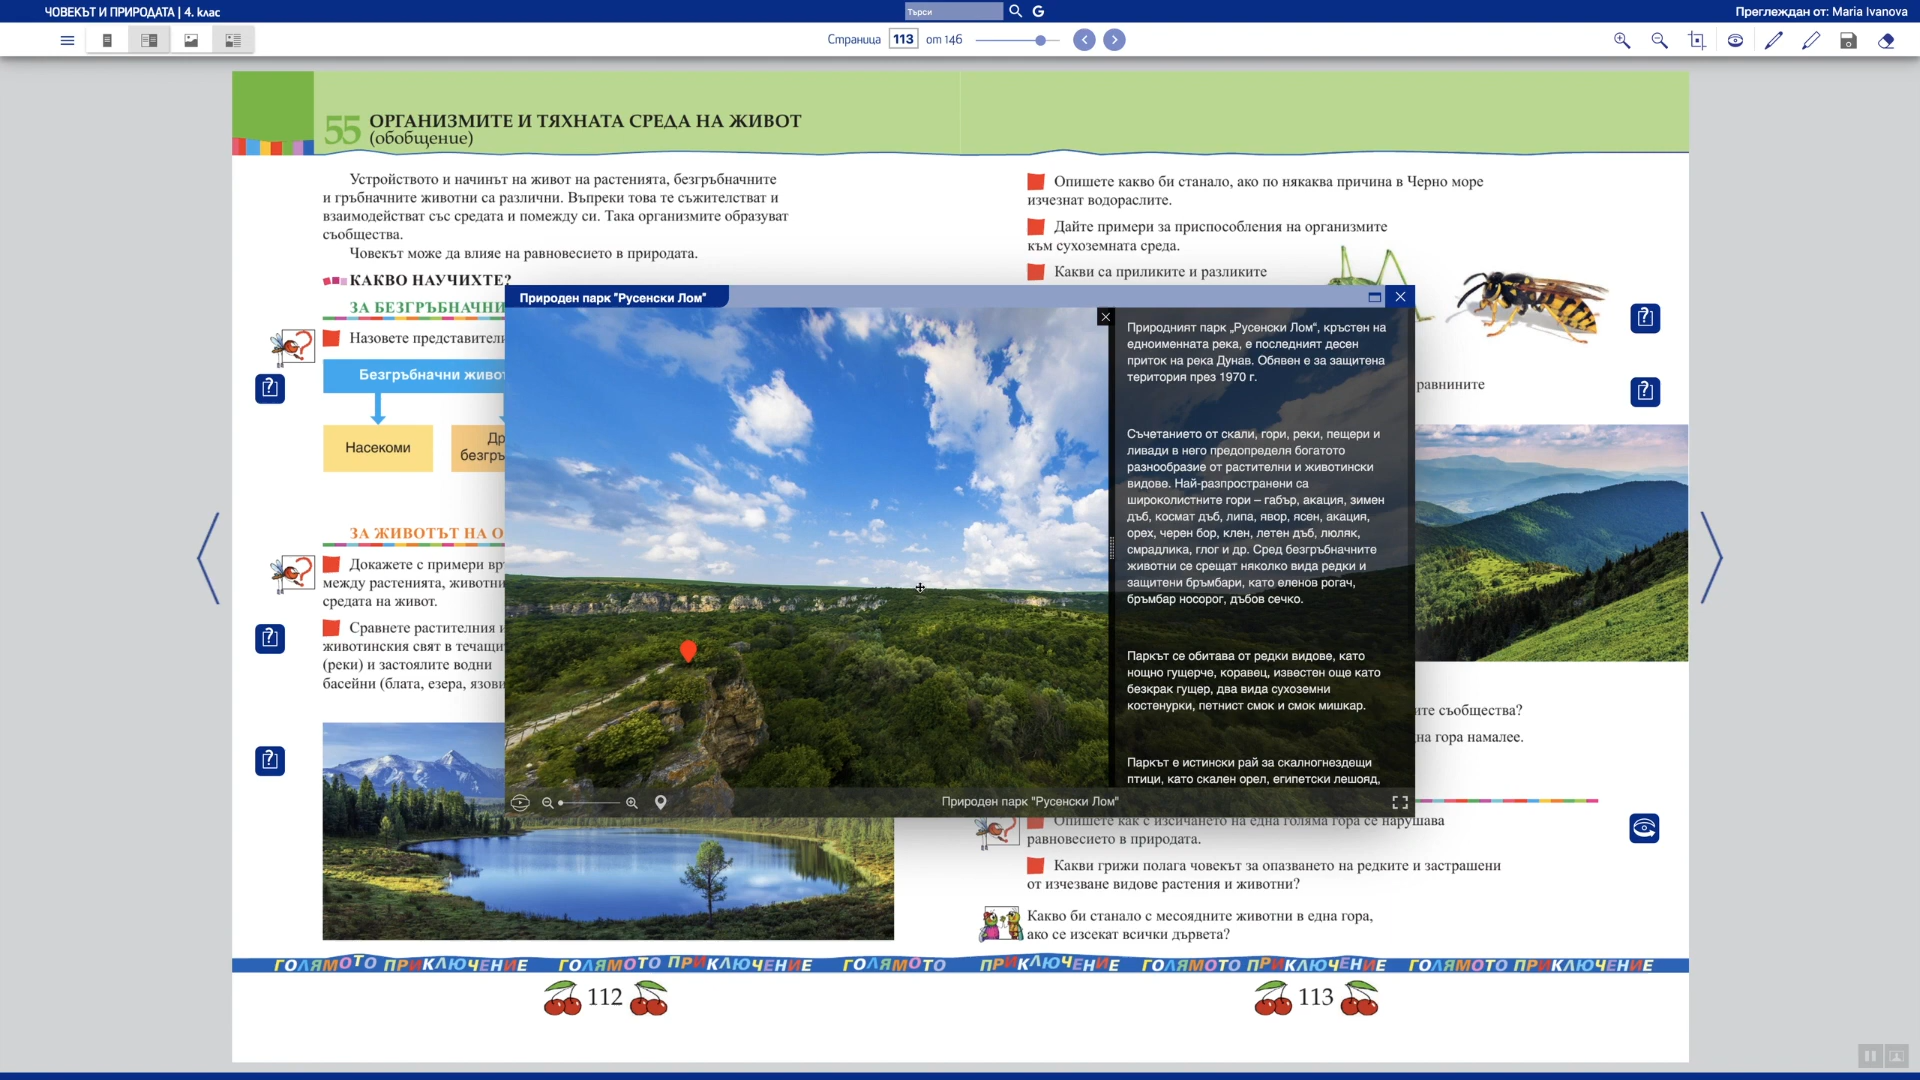 ЧОВЕКЪТ И ПРИРОДАТА | 4. клас
Търси
G
Преглеждан от: Maria Ivanova
Страница 113 от 146
55 ОРГАНИЗМИТЕ И ТЯХНАТА СРЕДА НА ЖИВОТ
(обобщение)
Устройството и начинът на живот на растенията, безгръбначните
и гръбначните животни са различни. Въпреки това те съжителстват и
взаимодействат със средата и помежду си. Така организмите образуват
съобщества.
Човекът може да влияе на равновесието в природата.
КАКВО НАУЧИХТЕ?
ЗА БЕЗГРЪБНАЧНИ
Назовете представители
Безгръбначни живот
Насекоми
Др
безгръ
ЗА ЖИВОТЪТ НА О
Докажете с примери вр
между растенията, животни
средата на живот.
Сравнете растителния и
животинския свят в течащи
(реки) и застоялите водни
басейни (блата, езера, язови
Опишете какво би станало, ако по някаква причина в Черно море
изчезнат водораслите.
Дайте примери за приспособления на организмите
към сухоземната среда.
Какви са приликите и разликите
равнините
Природен парк "Русенски Лом"
Природният парк „Русенски Лом“, кръстен на
едноименната река, е последният десен
приток на река Дунав. Обявен е за защитена
територия през 1970 г.
Съчетанието от скали, гори, реки, пещери и
ливади в него предопределя богатото
разнообразие от растителни и животински
видове. Най-разпространени са
широколистните гори – габър, акация, зимен
дъб, космат дъб, липа, явор, ясен, акация,
орех, черен бор, клен, летен дъб, люляк,
смрадлика, глог и др. Сред безгръбначните
животни се срещат няколко вида редки и
защитени бръмбари, като еленов рогач,
бръмбар носорог, дъбов сечко.
Паркът се обитава от редки видове, като
нощно гущерче, коравец, известен още като
безкрак гущер, два вида сухоземни
костенурки, петнист смок и смок мишкар.
Паркът е истински рай за скалногнездещи
птици, като скален орел, египетски лешояд,
Природен парк "Русенски Лом"
ите съобщества?
на гора намалее.
Опишете как с изсичането на една голяма гора се нарушава
равновесието в природата.
Какви грижи полага човекът за опазването на редките и застрашени
от изчезване видове растения и животни?
Какво би станало с месоядните животни в една гора,
ако се изсекат всички дървета?
ГОЛЯМОТО ПРИКЛЮЧЕНИЕ ГОЛЯМОТО ПРИКЛЮЧЕНИЕ ГОЛЯМОТО ПРИКЛЮЧЕНИЕ ГОЛЯМОТО ПРИКЛЮЧЕНИЕ ГОЛЯМОТО ПРИКЛЮЧЕНИЕ
112
113